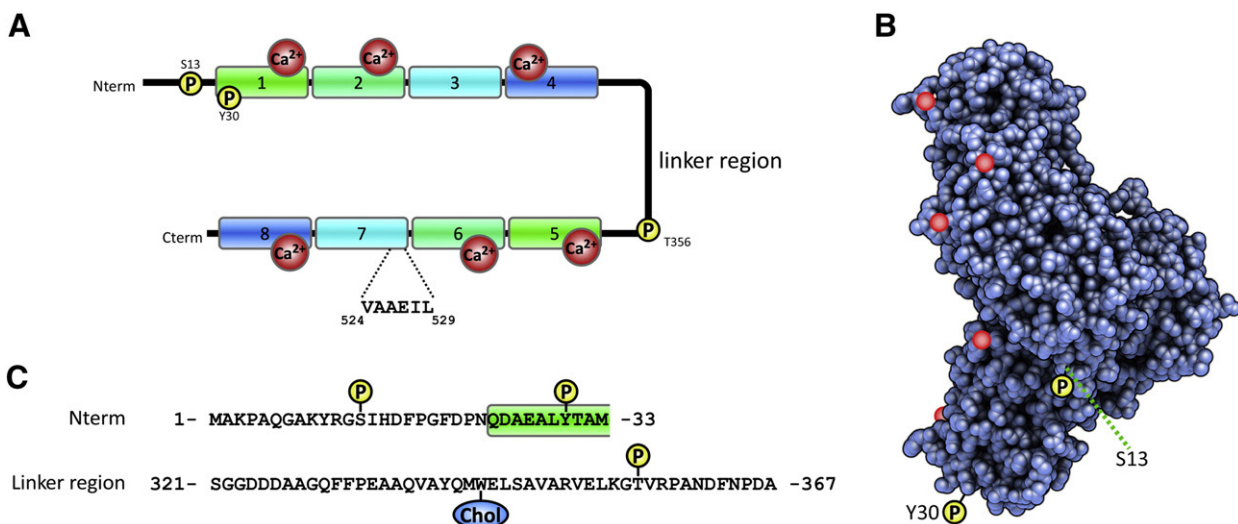 A
B
S13
P
Ca2+
Ca2+
Ca2+
Nterm
1
2
3
4
P
Y30
linker region
Cterm
8
7
6
5
P
T356
Ca2+
Ca2+
Ca2+
VAAEIL
524
529
P
S13
Y30 P
C
P
P
Nterm 1- MAKPAQGAKYRGSIHDFPGFDPNQDAEALYTAM -33
P
Linker region 321- SGGDDDAAGQFFPEAAQVAYQMWELSAVARVELKGTVRPANDFNPDA -367
Chol